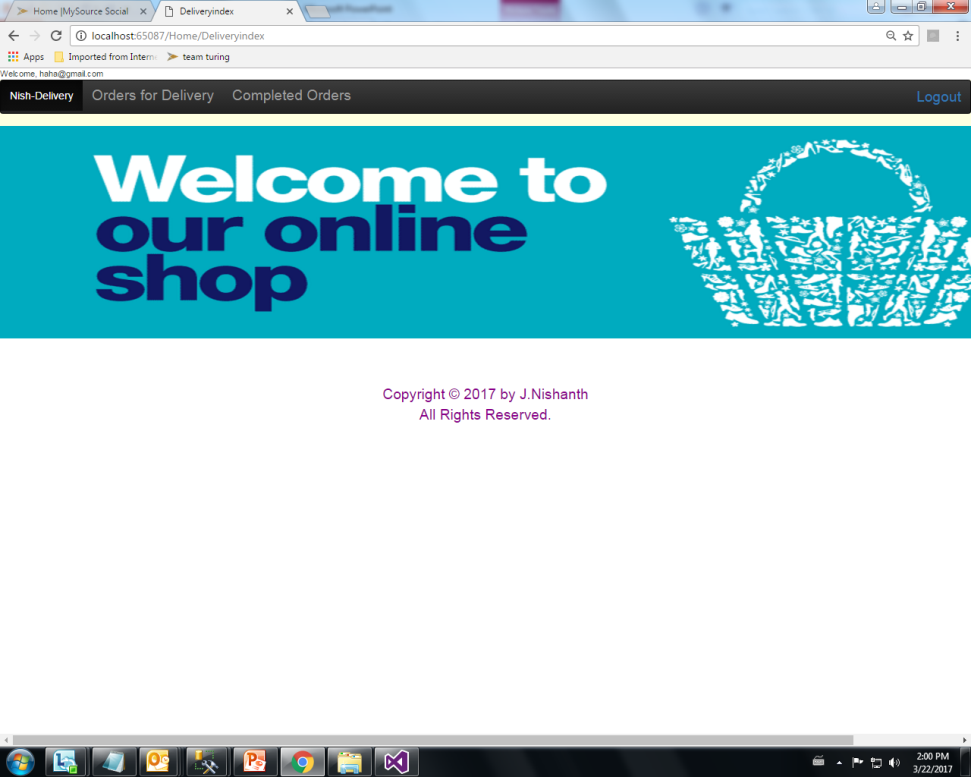 Home |MySource Social
Deliveryindex
localhost:65087/Home/Deliveryindex
Apps
Imported from Intern
team turing
Welcome, haha@gmail.com
Nish-Delivery
Orders for Delivery
Completed Orders
Logout
Welcome to
our online
shop
Copyright © 2017 by J.Nishanth
All Rights Reserved.
2:00 PM
3/22/2017